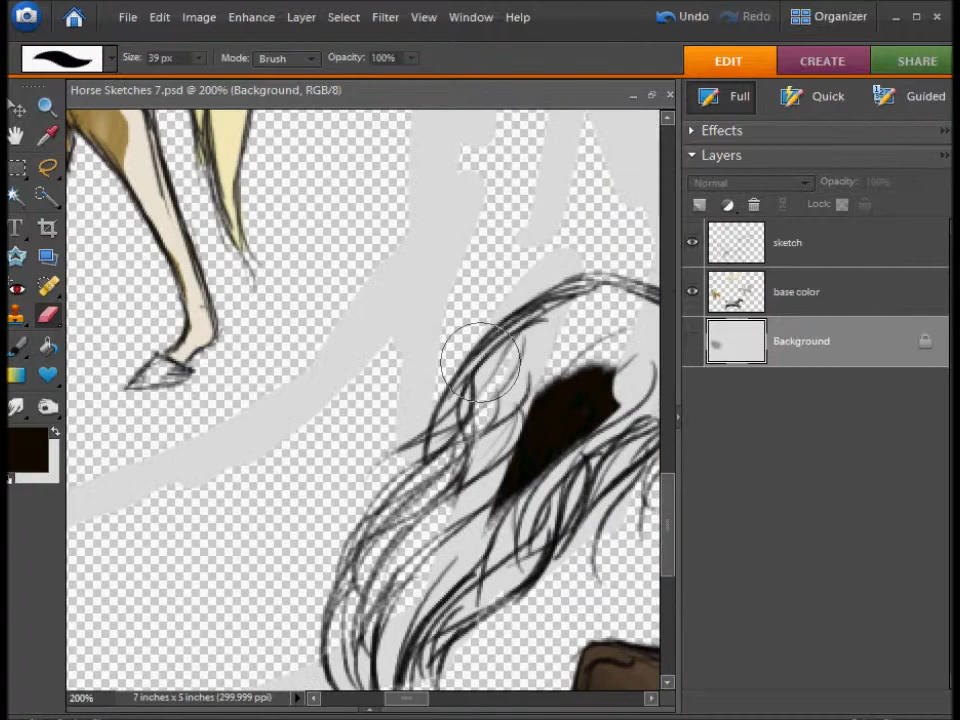 File Edit Image Enhance Layer Select Filter View Window Help Undo Redo Organizer
Size: 39 px Mode: Brush Opacity: 100% EDIT CREATE SHARE
Horse Sketches 7.psd @ 200% (Background, RGB/8)
Full Quick Guided
Effects
Layers
Normal Opacity: 100%
Lock:
sketch
base color
Background
200% 7 inches x 5 inches (299.999 ppi)